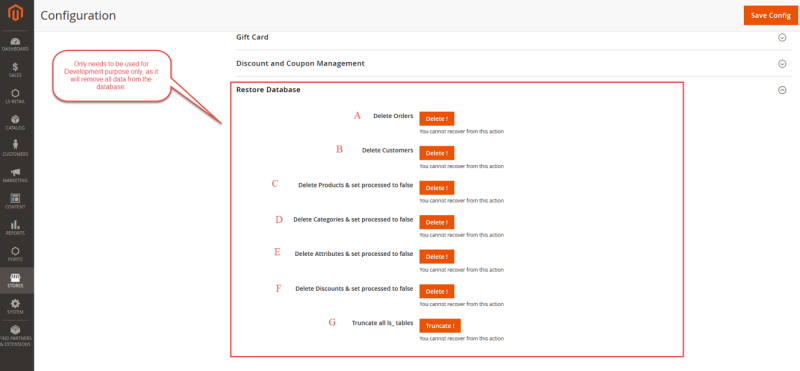 Configuration
Save Config
DASHBOARD
SALES
LS RETAIL
CATALOG
CUSTOMERS
MARKETING
CONTENT
REPORTS
PORTO
STORES
SYSTEM
FIND PARTNERS
& EXTENSIONS
Gift Card
Discount and Coupon Management
Only needs to be used for
Development purpose only, as it
will remove all data from the
database.
Restore Database
A Delete Orders Delete !
You cannot recover from this action
B Delete Customers Delete !
You cannot recover from this action
C Delete Products & set processed to false Delete !
You cannot recover from this action
D Delete Categories & set processed to false Delete !
You cannot recover from this action
E Delete Attributes & set processed to false Delete !
You cannot recover from this action
F Delete Discounts & set processed to false Delete !
You cannot recover from this action
G Truncate all ls_ tables Truncate !
You cannot recover from this action